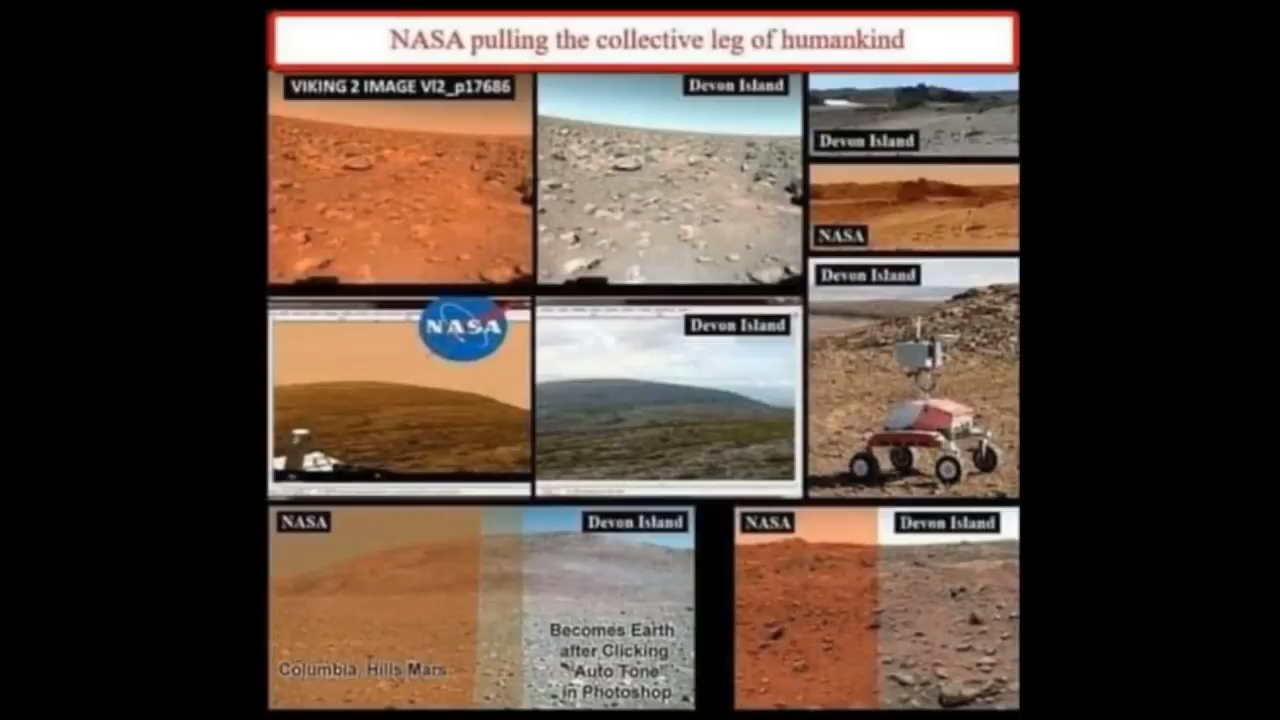 NASA pulling the collective leg of humankind
VIKING 2 IMAGE Vl2_p17686
Devon Island
Devon Island
NASA
Devon Island
NASA
Devon Island
NASA
Devon Island
Columbia Hills Mars
Becomes Earth
after Clicking
"Auto Tone"
in Photoshop
NASA
Devon Island